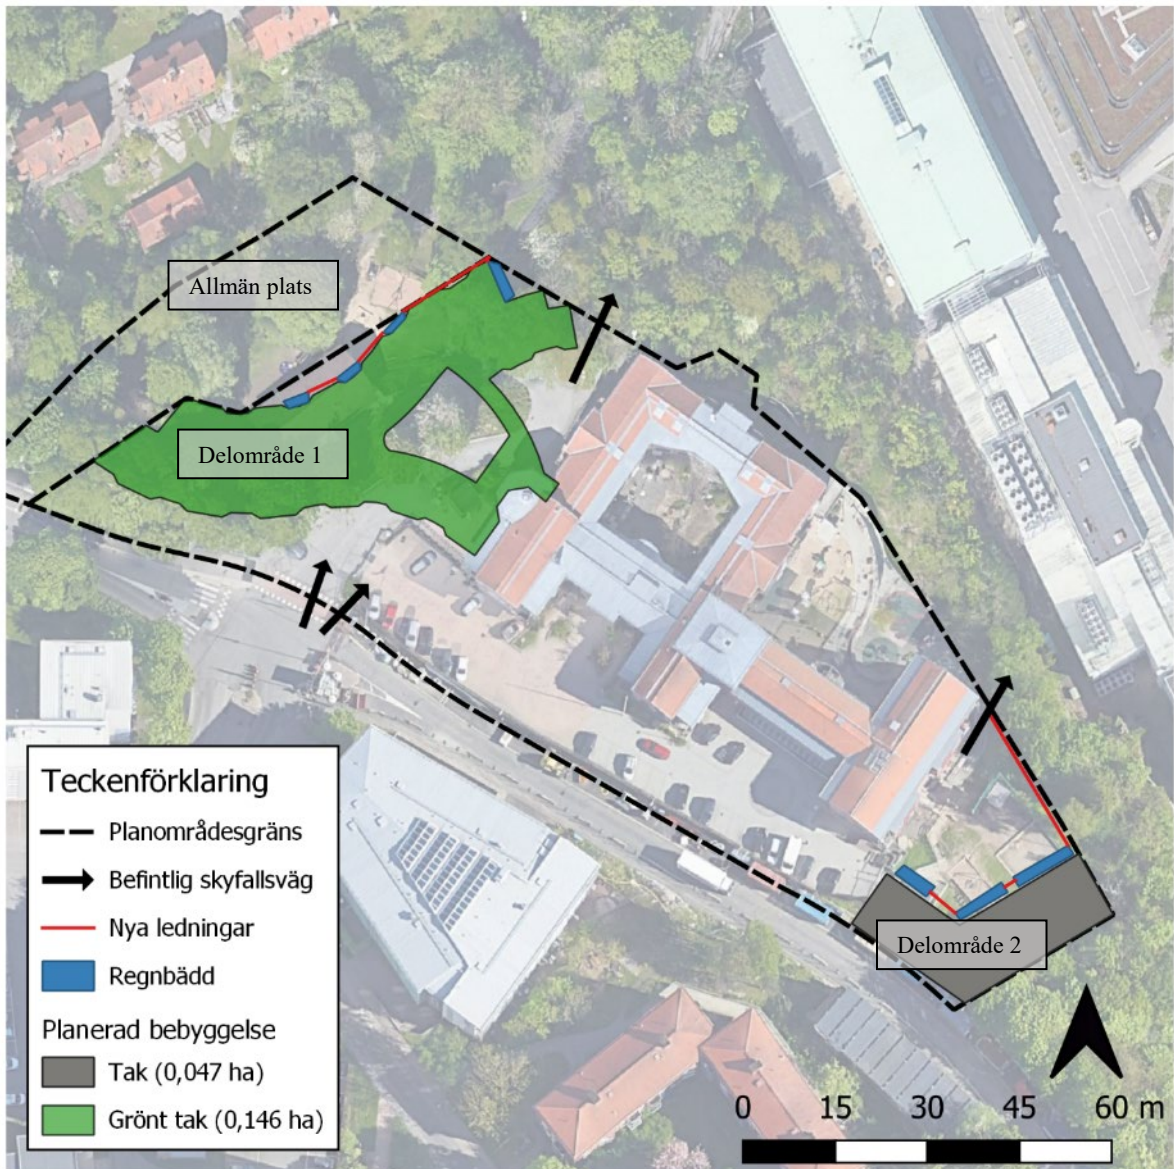 Allmän plats
Delområde 1
Delområde 2
Teckenförklaring
Planområdesgräns
Befintlig skyfallsväg
Nya ledningar
Regnbädd
Planerad bebyggelse
Tak (0,047 ha)
Grönt tak (0,146 ha)
0 15 30 45 60 m